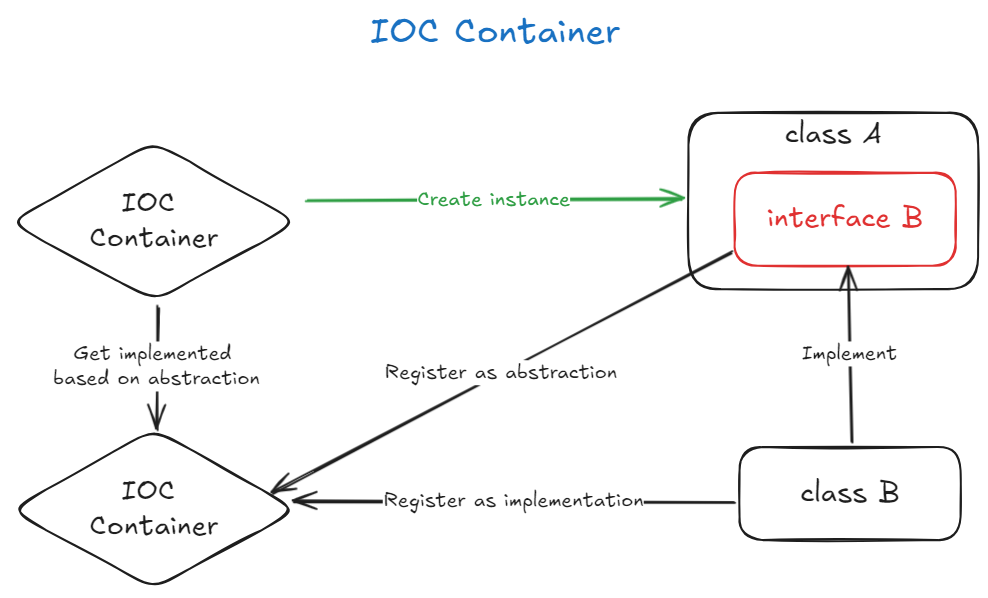 IOC Container
class A
IOC
Container
Create instance
interface B
Get implemented
based on abstraction
Register as abstraction
Implement
IOC
Container
Register as implementation
class B